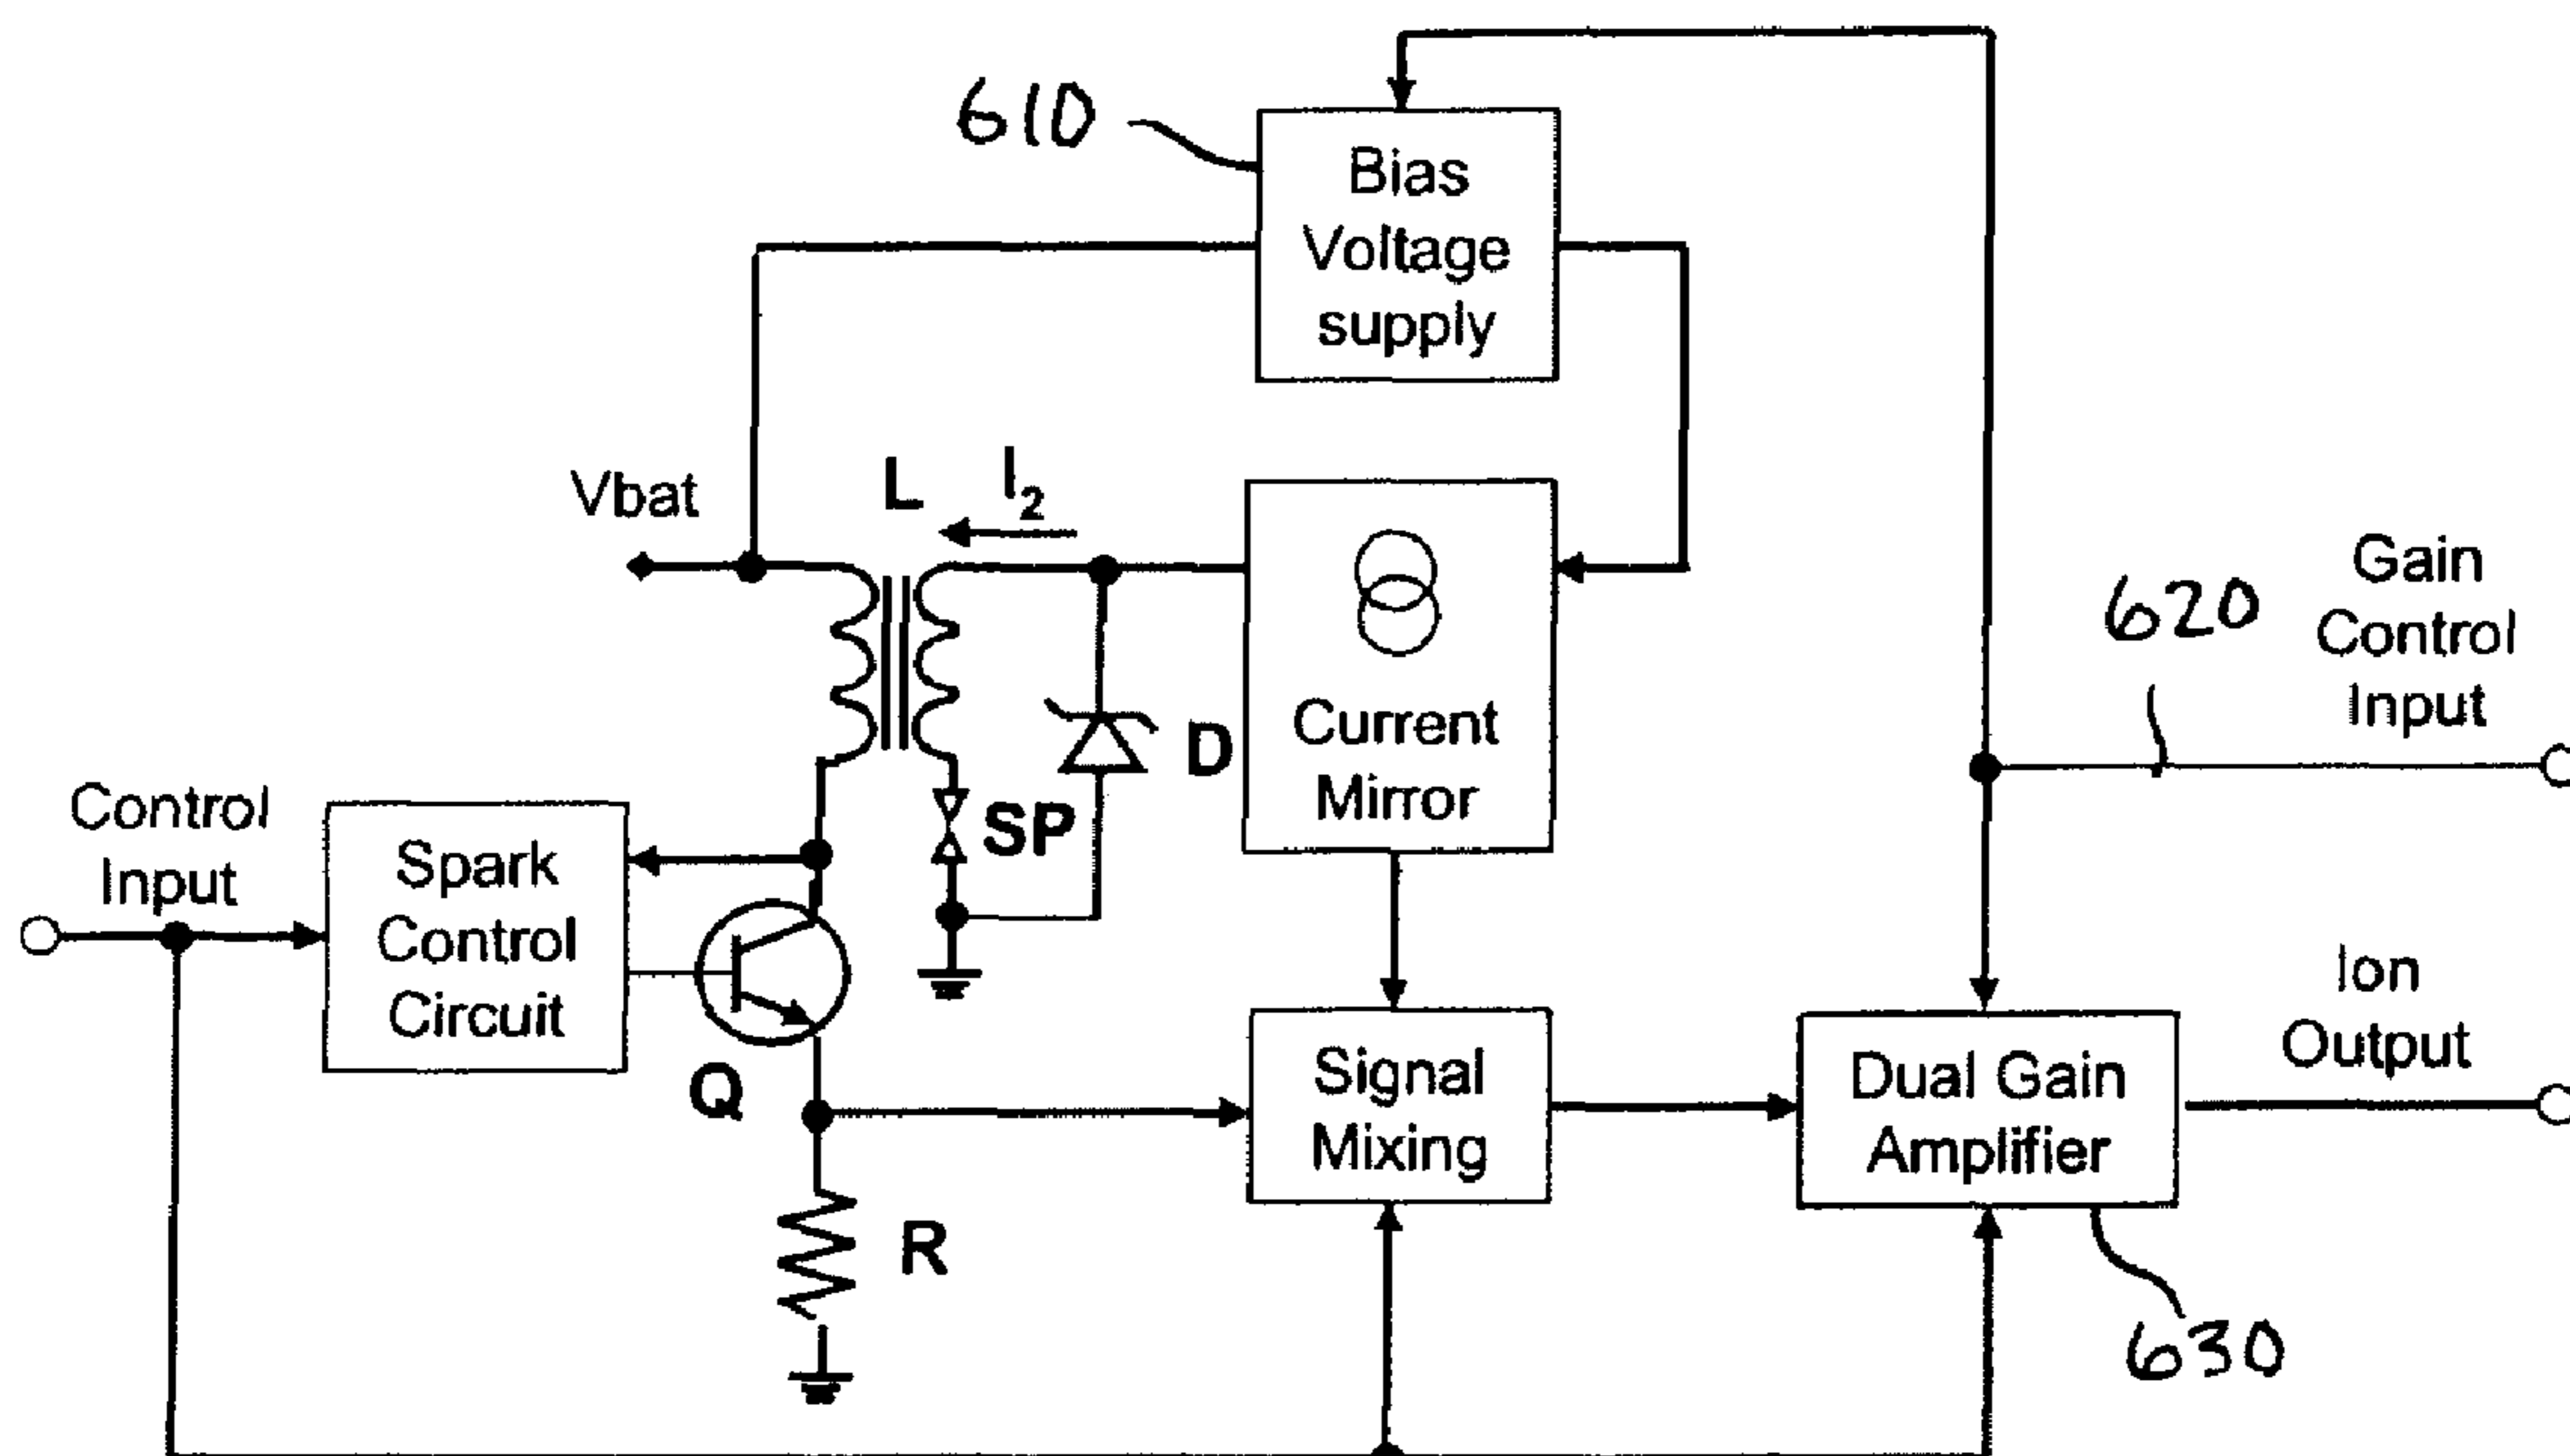 610
Bias
Voltage
supply
Vbat
L
I₂
Gain
Control
Input
620
Current
Mirror
D
SP
Control
Input
Spark
Control
Circuit
Q
R
Signal
Mixing
Dual Gain
Amplifier
Ion
Output
630